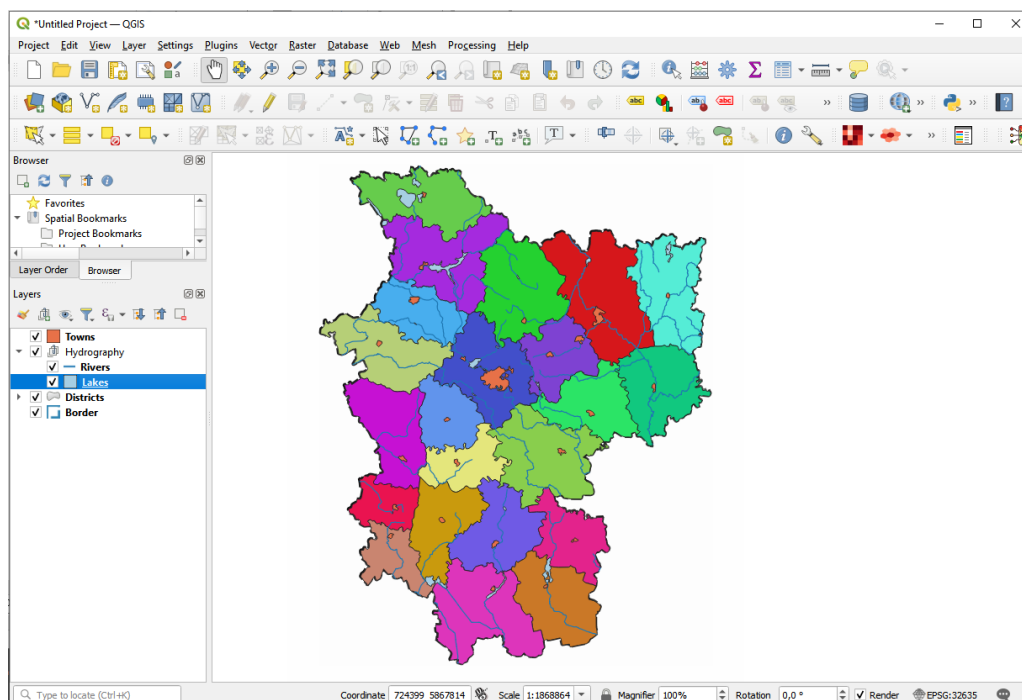 *Untitled Project — QGIS
Project Edit View Layer Settings Plugins Vector Raster Database Web Mesh Processing Help
Browser
Favorites
Spatial Bookmarks
Project Bookmarks
Layer Order Browser
Layers
Towns
Hydrography
Rivers
Lakes
Districts
Border
Type to locate (Ctrl+K) Coordinate 724399 5867814 Scale 1:1868864 Magnifier 100% Rotation 0,0 ° Render EPSG:32635